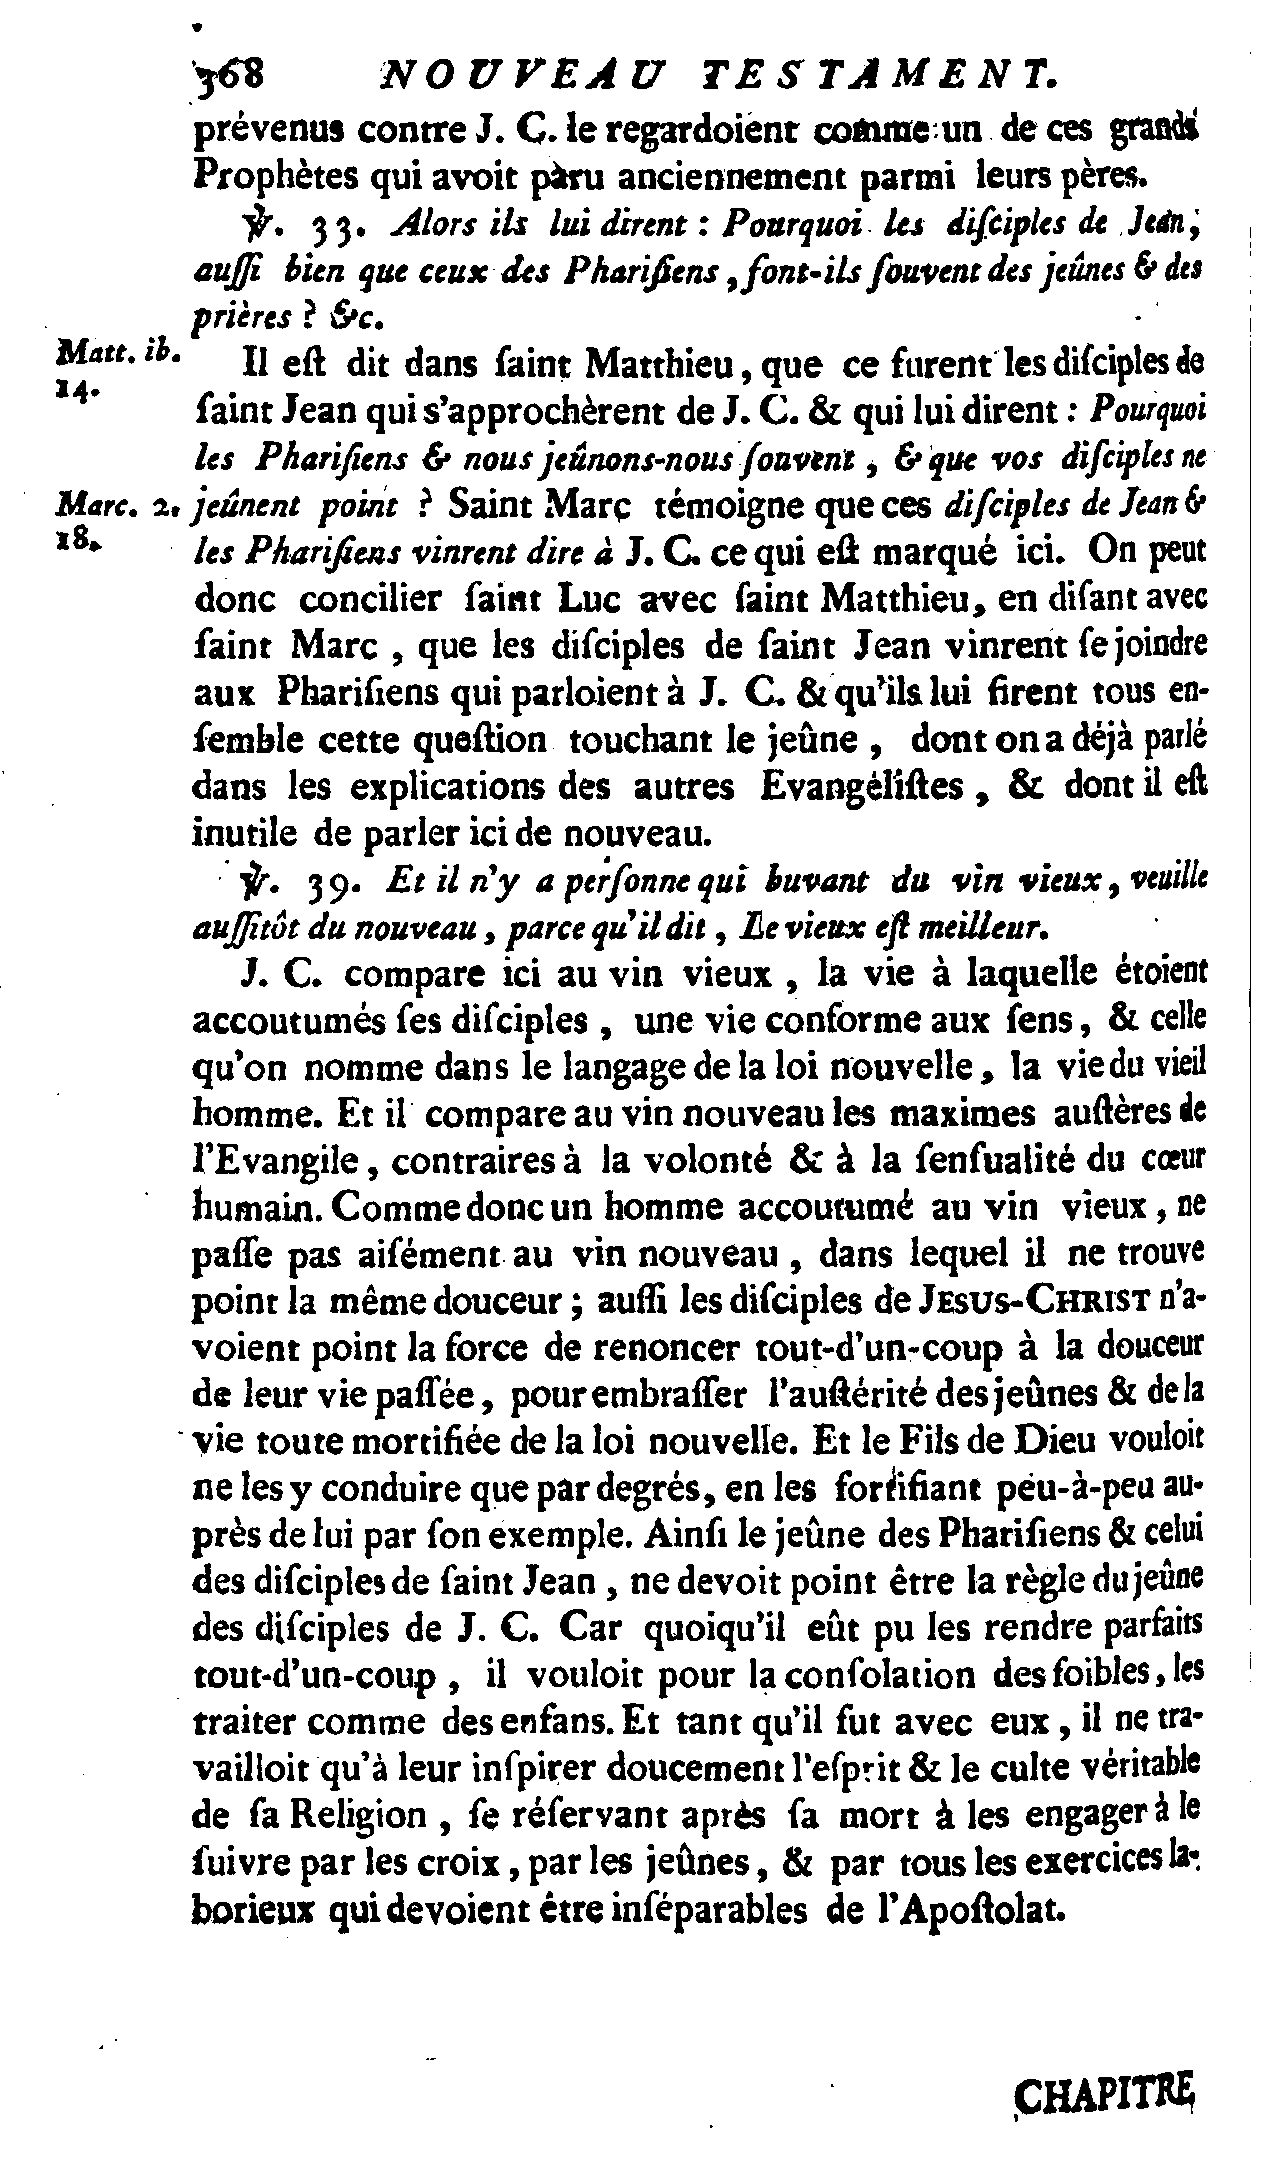 368 NOUVEAU TESTAMENT.
prévenus contre J. C. le regardoient comme un de ces grands
Prophètes qui avoit paru anciennement parmi leurs pères.
℣. 33. Alors ils lui dirent : Pourquoi les diſciples de Jean,
auſſi bien que ceux des Phariſiens, font-ils ſouvent des jeûnes & des
prières ? &c.
Matt. ib.
14.
Il eſt dit dans ſaint Matthieu, que ce furent les diſciples de
ſaint Jean qui s'approchèrent de J. C. & qui lui dirent : Pourquoi
les Phariſiens & nous jeûnons-nous ſouvent, & que vos diſciples ne
Marc. 2.
18.
jeûnent point ? Saint Marc témoigne que ces diſciples de Jean &
les Phariſiens vinrent dire à J. C. ce qui eſt marqué ici. On peut
donc concilier ſaint Luc avec ſaint Matthieu, en diſant avec
ſaint Marc, que les diſciples de ſaint Jean vinrent ſe joindre
aux Phariſiens qui parloient à J. C. & qu'ils lui firent tous en-
ſemble cette queſtion touchant le jeûne, dont on a déjà parlé
dans les explications des autres Evangéliſtes, & dont il eſt
inutile de parler ici de nouveau.
℣. 39. Et il n'y a perſonne qui buvant du vin vieux, veuille
auſſitôt du nouveau, parce qu'il dit, Le vieux eſt meilleur.
J. C. compare ici au vin vieux, la vie à laquelle étoient
accoutumés ſes diſciples, une vie conforme aux ſens, & celle
qu'on nomme dans le langage de la loi nouvelle, la vie du vieil
homme. Et il compare au vin nouveau les maximes auſtères de
l'Evangile, contraires à la volonté & à la ſenſualité du cœur
humain. Comme donc un homme accoutumé au vin vieux, ne
paſſe pas aiſément au vin nouveau, dans lequel il ne trouve
point la même douceur ; auſſi les diſciples de JESUS-CHRIST n'a-
voient point la force de renoncer tout-d'un-coup à la douceur
de leur vie paſſée, pour embraſſer l'auſtérité des jeûnes & de la
vie toute mortifiée de la loi nouvelle. Et le Fils de Dieu vouloit
ne les y conduire que par degrés, en les fortifiant peu-à-peu au-
près de lui par ſon exemple. Ainſi le jeûne des Phariſiens & celui
des diſciples de ſaint Jean, ne devoit point être la règle du jeûne
des diſciples de J. C. Car quoiqu'il eût pu les rendre parfaits
tout-d'un-coup, il vouloit pour la conſolation des foibles, les
traiter comme des enfans. Et tant qu'il fut avec eux, il ne tra-
vailloit qu'à leur inſpirer doucement l'eſprit & le culte véritable
de ſa Religion, ſe réſervant après ſa mort à les engager à le
ſuivre par les croix, par les jeûnes, & par tous les exercices la-
borieux qui devoient être inſéparables de l'Apoſtolat.
CHAPITRE